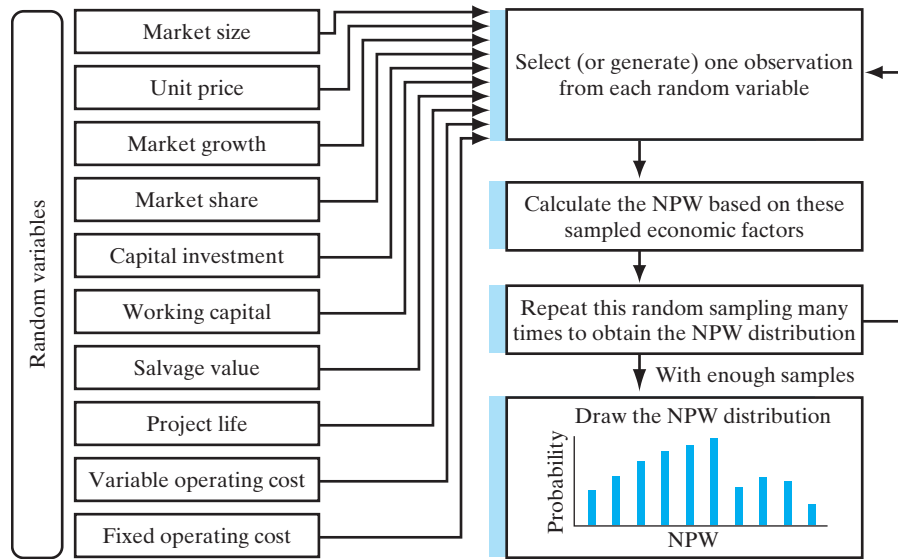 Random variables
Market size
Unit price
Market growth
Market share
Capital investment
Working capital
Salvage value
Project life
Variable operating cost
Fixed operating cost
Select (or generate) one observation
from each random variable
Calculate the NPW based on these
sampled economic factors
Repeat this random sampling many
times to obtain the NPW distribution
With enough samples
Draw the NPW distribution
Probability
NPW